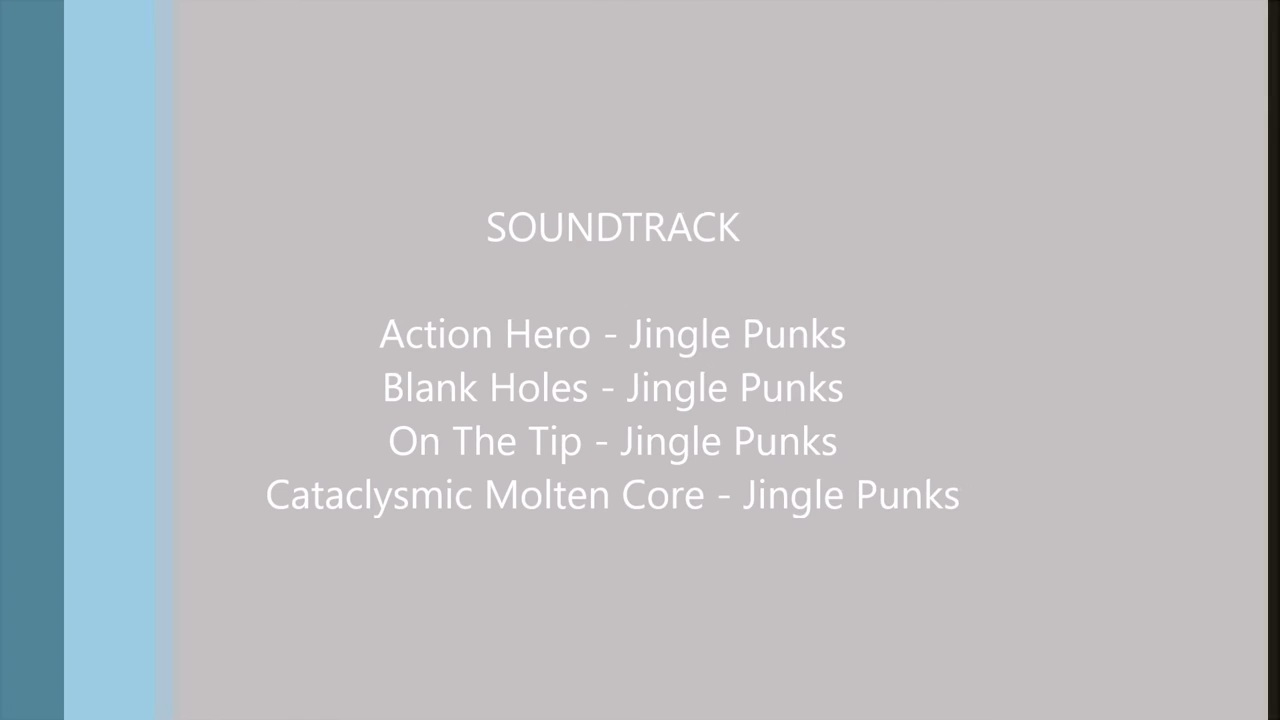 SOUNDTRACK
Action Hero - Jingle Punks
Blank Holes - Jingle Punks
On The Tip - Jingle Punks
Cataclysmic Molten Core - Jingle Punks